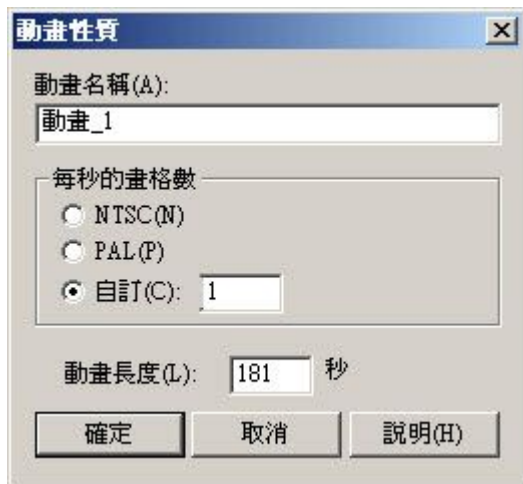 動畫性質
動畫名稱(A):
動畫_1
每秒的畫格數
NTSC(N)
PAL(P)
自訂(C): 1
動畫長度(L): 181 秒
確定 取消 說明(H)